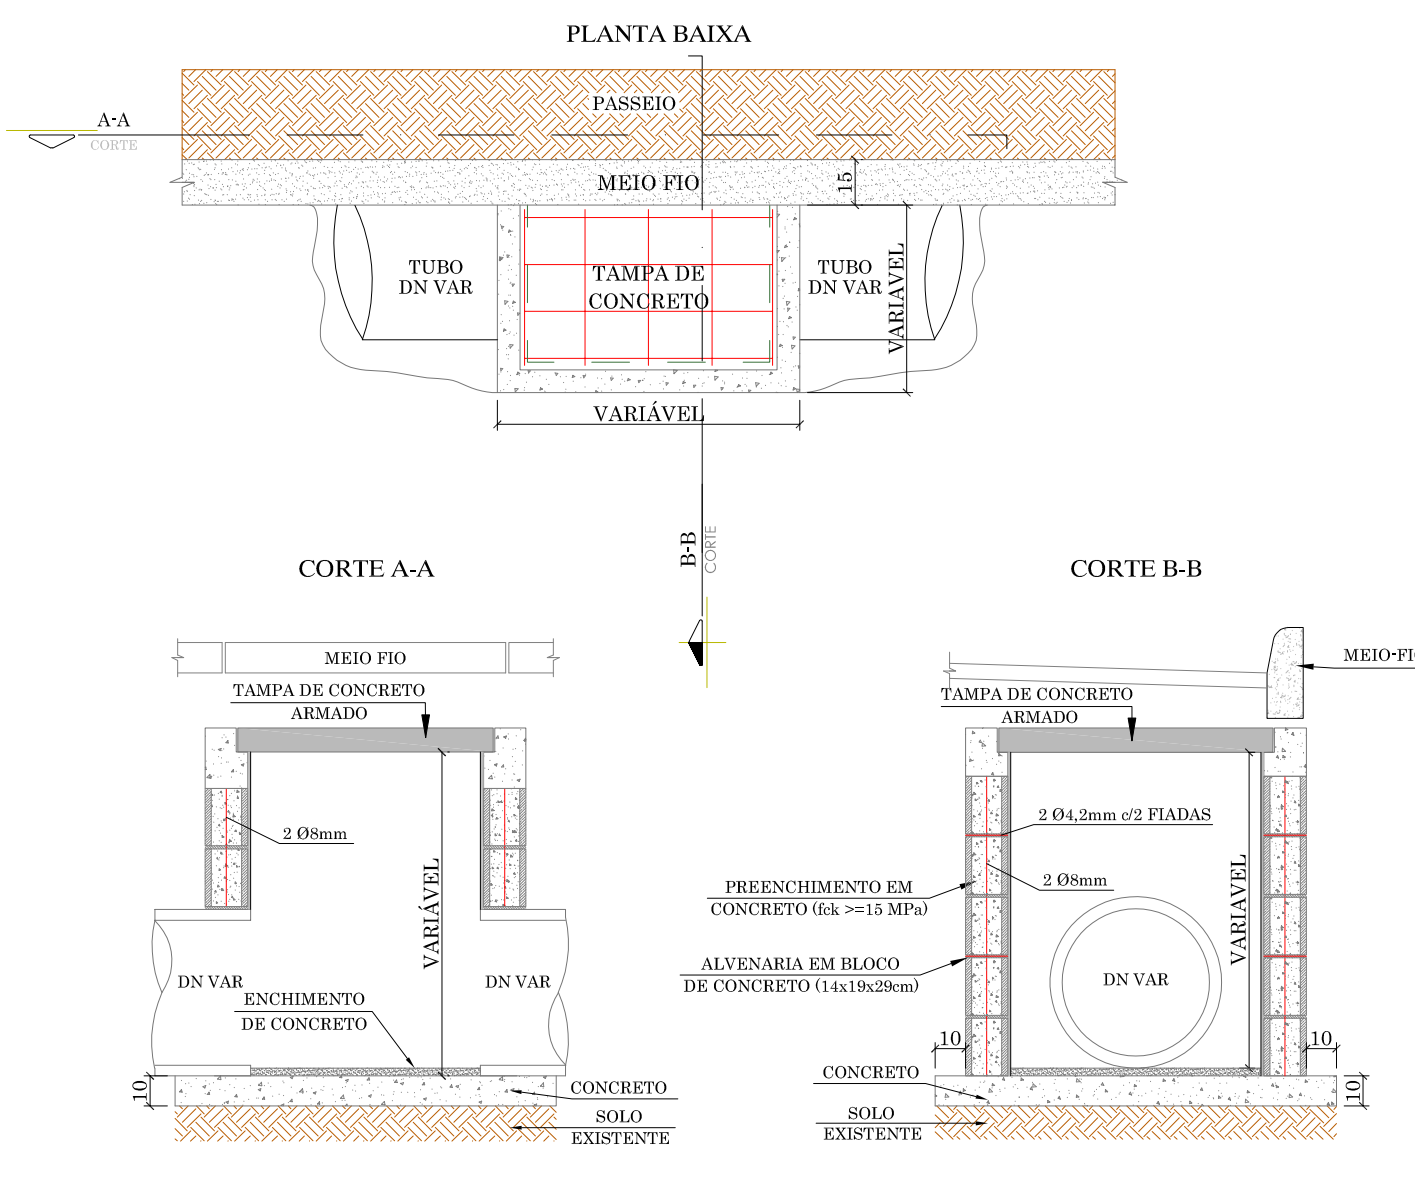 PLANTA BAIXA
PASSEIO
A-A
CORTE
MEIO FIO
15
TUBO
DN VAR
TAMPA DE
CONCRETO
TUBO
DN VAR
VARIAVEL
VARIÁVEL
B-B
CORTE
CORTE A-A
MEIO FIO
TAMPA DE CONCRETO
ARMADO
2 Ø8mm
VARIÁVEL
DN VAR
DN VAR
ENCHIMENTO
DE CONCRETO
10
CONCRETO
SOLO
EXISTENTE
CORTE B-B
MEIO-FI
TAMPA DE CONCRETO
ARMADO
2 Ø4,2mm c/2 FIADAS
2 Ø8mm
PREENCHIMENTO EM
CONCRETO (fck >=15 MPa)
VARIAVEL
ALVENARIA EM BLOCO
DE CONCRETO (14x19x29cm)
DN VAR
10
10
CONCRETO
10
SOLO
EXISTENTE